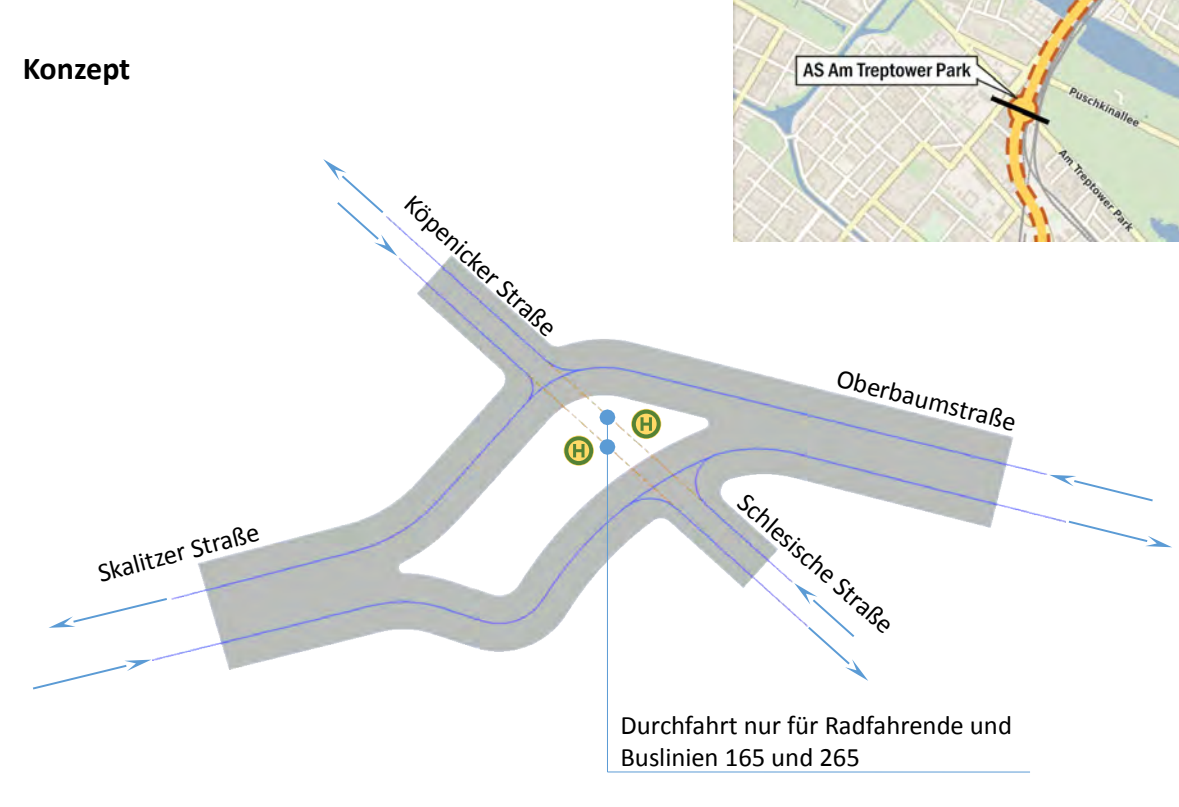 Konzept
AS Am Treptower Park
Puschkinallee
Am Treptower Park
Köpenicker Straße
Oberbaumstraße
H
H
Skalitzer Straße
Schlesische Straße
Durchfahrt nur für Radfahrende und
Buslinien 165 und 265